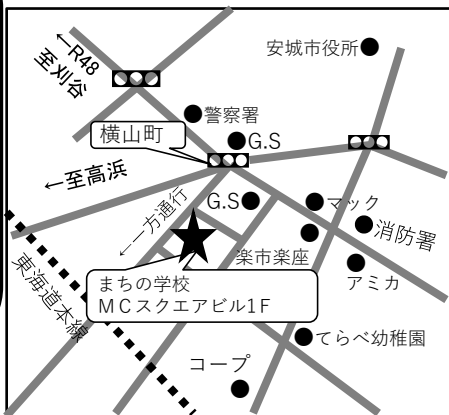 ←R48
至刈谷
安城市役所
警察署
横山町
G.S
←至高浜
G.S
マック
←一方通行
消防署
楽市楽座
東海道本線
まちの学校
MCスクエアビル1F
アミカ
てらべ幼稚園
コープ